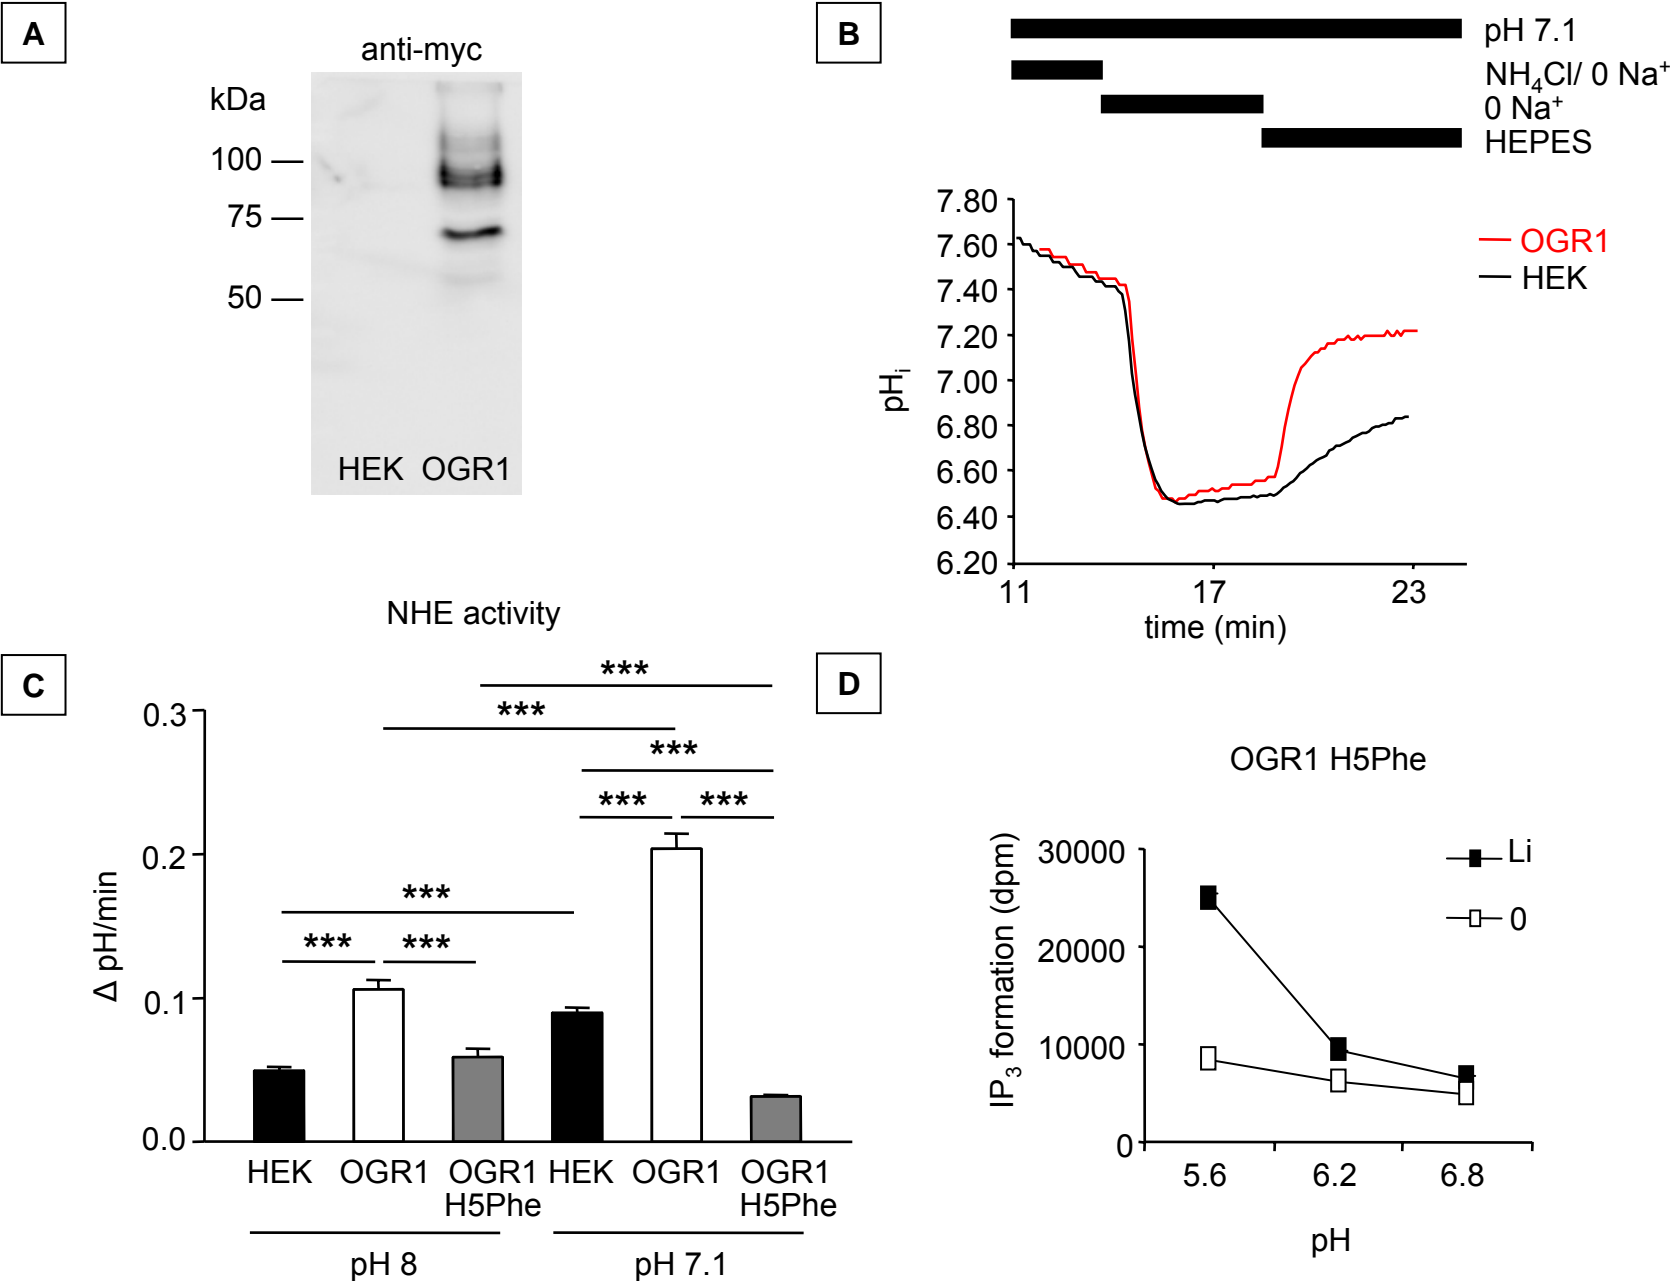 A
anti-myc
kDa
100
75
50
HEK OGR1
B
pH 7.1
NH4Cl/ 0 Na+
0 Na+
HEPES
7.80
7.60
7.40
7.20
7.00
6.80
6.60
6.40
6.20
pHi
11 17 23
time (min)
OGR1
HEK
C
NHE activity
***
***
***
*** ***
***
*** ***
0.3
0.2
0.1
0.0
Δ pH/min
HEK OGR1 OGR1 HEK OGR1 OGR1
H5Phe H5Phe
pH 8 pH 7.1
D
OGR1 H5Phe
30000
20000
10000
0
IP3 formation (dpm)
Li
0
5.6 6.2 6.8
pH